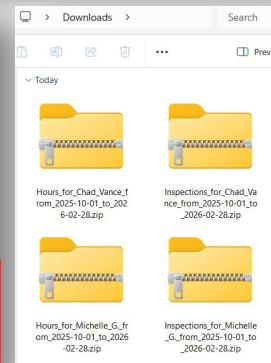 Downloads
Search
Prev
Today
Hours_for_Chad_Vance_f
rom_2025-10-01_to_202
6-02-28.zip
Inspections_for_Chad_Va
nce_from_2025-10-01_to
_2026-02-28.zip
Hours_for_Michelle_G._fr
om_2025-10-01_to_2026
-02-28.zip
Inspections_for_Michelle
_G._from_2025-10-01_to
_2026-02-28.zip